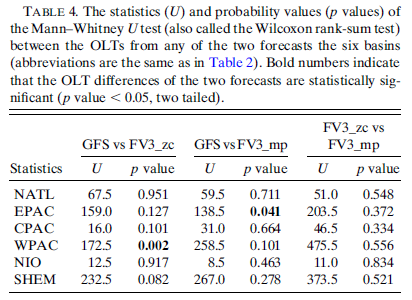 TABLE 4. The statistics (U) and probability values (p values) of
the Mann–Whitney U test (also called the Wilcoxon rank-sum test)
between the OLTs from any of the two forecasts the six basins
(abbreviations are the same as in Table 2). Bold numbers indicate
that the OLT differences of the two forecasts are statistically sig-
nificant (p value < 0.05, two tailed).
GFS vs FV3_zc GFS vs FV3_mp FV3_zc vs
FV3_mp
Statistics U p value U p value U p value
NATL 67.5 0.951 59.5 0.711 51.0 0.548
EPAC 159.0 0.127 138.5 0.041 203.5 0.372
CPAC 16.0 0.101 31.0 0.664 46.5 0.334
WPAC 172.5 0.002 258.5 0.101 475.5 0.556
NIO 12.5 0.917 8.5 0.463 11.0 0.834
SHEM 232.5 0.082 267.0 0.278 373.5 0.521